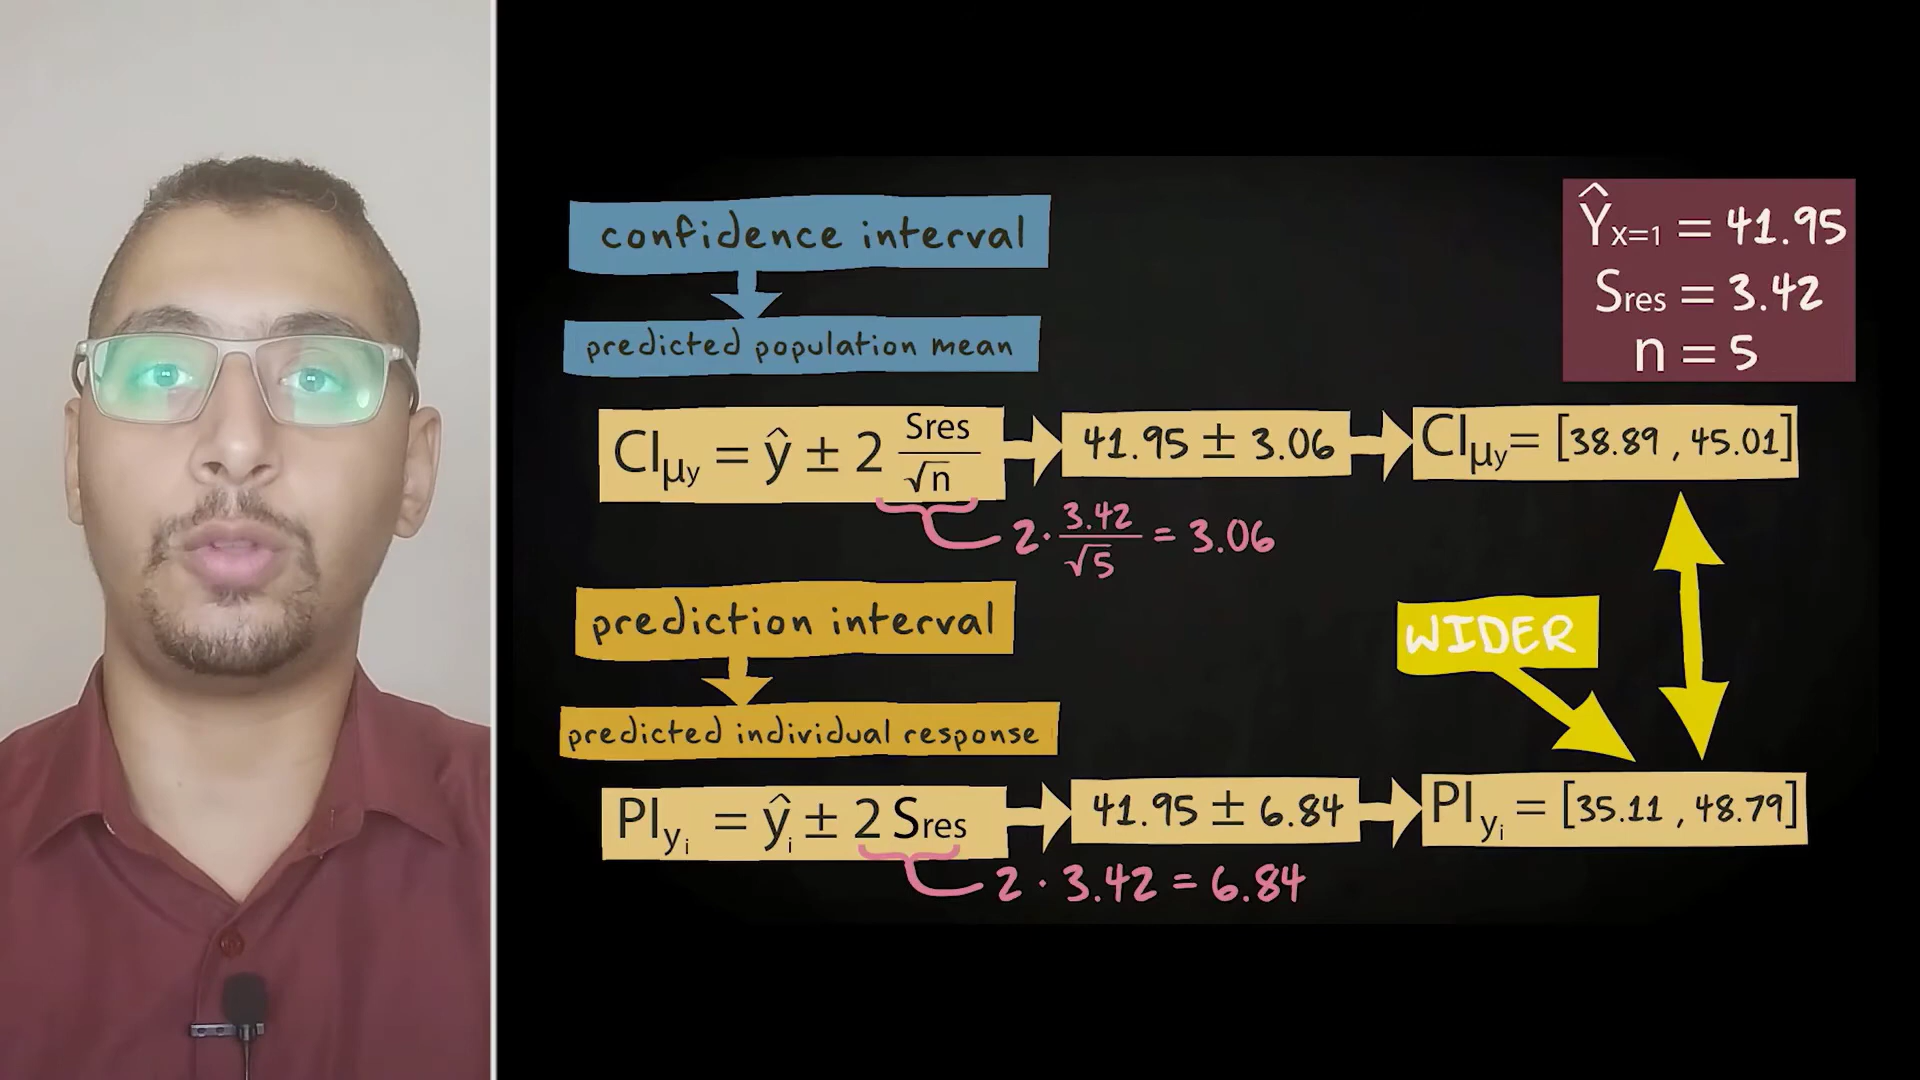 confidence interval
predicted population mean
Ŷx=1 = 41.95
Sres = 3.42
n = 5
CIμy = ŷ ± 2 Sres/√n
41.95 ± 3.06
CIμy = [38.89 , 45.01]
2 · 3.42/√5 = 3.06
prediction interval
predicted individual response
WIDER
PIyi = ŷi ± 2 Sres
41.95 ± 6.84
PIyi = [35.11 , 48.79]
2 · 3.42 = 6.84